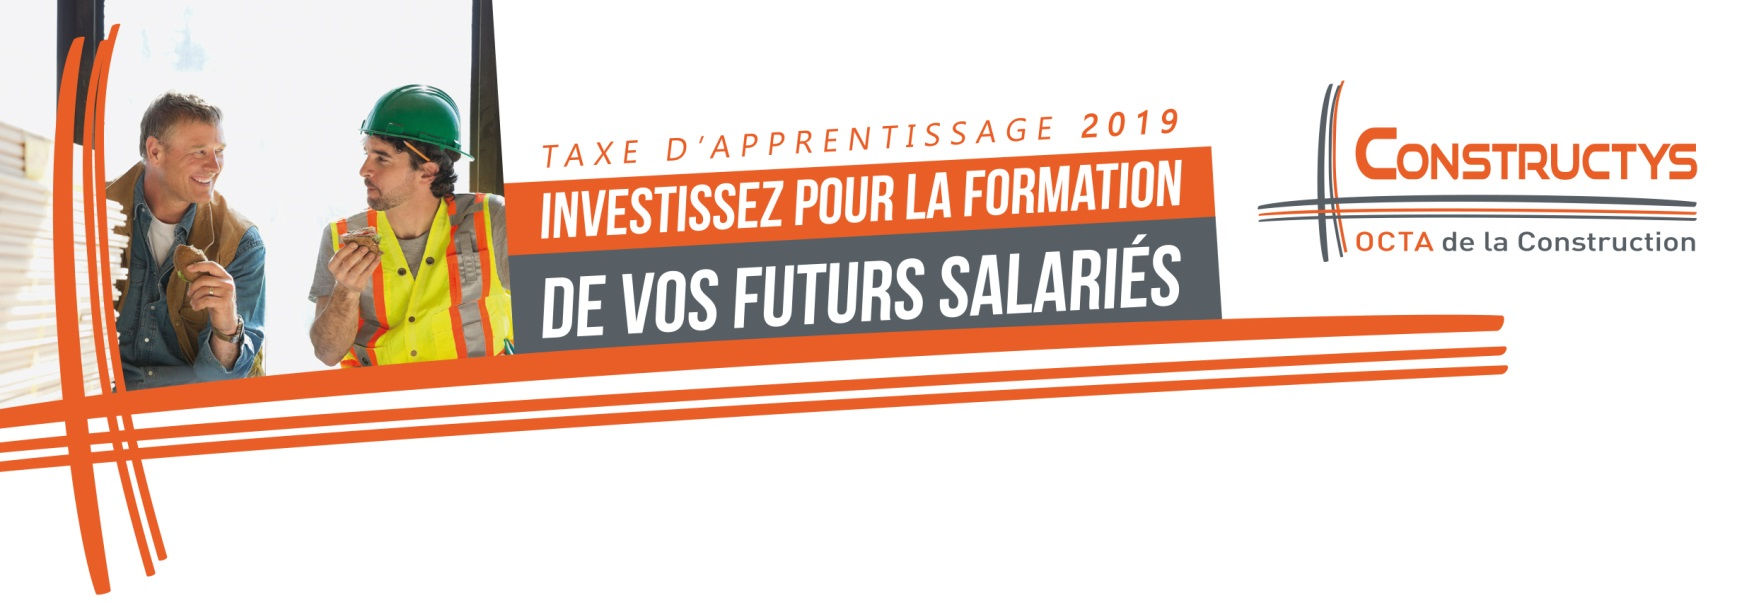 TAXE D'APPRENTISSAGE 2019
INVESTISSEZ POUR LA FORMATION
DE VOS FUTURS SALARIÉS
CONSTRUCTYS
OCTA de la Construction